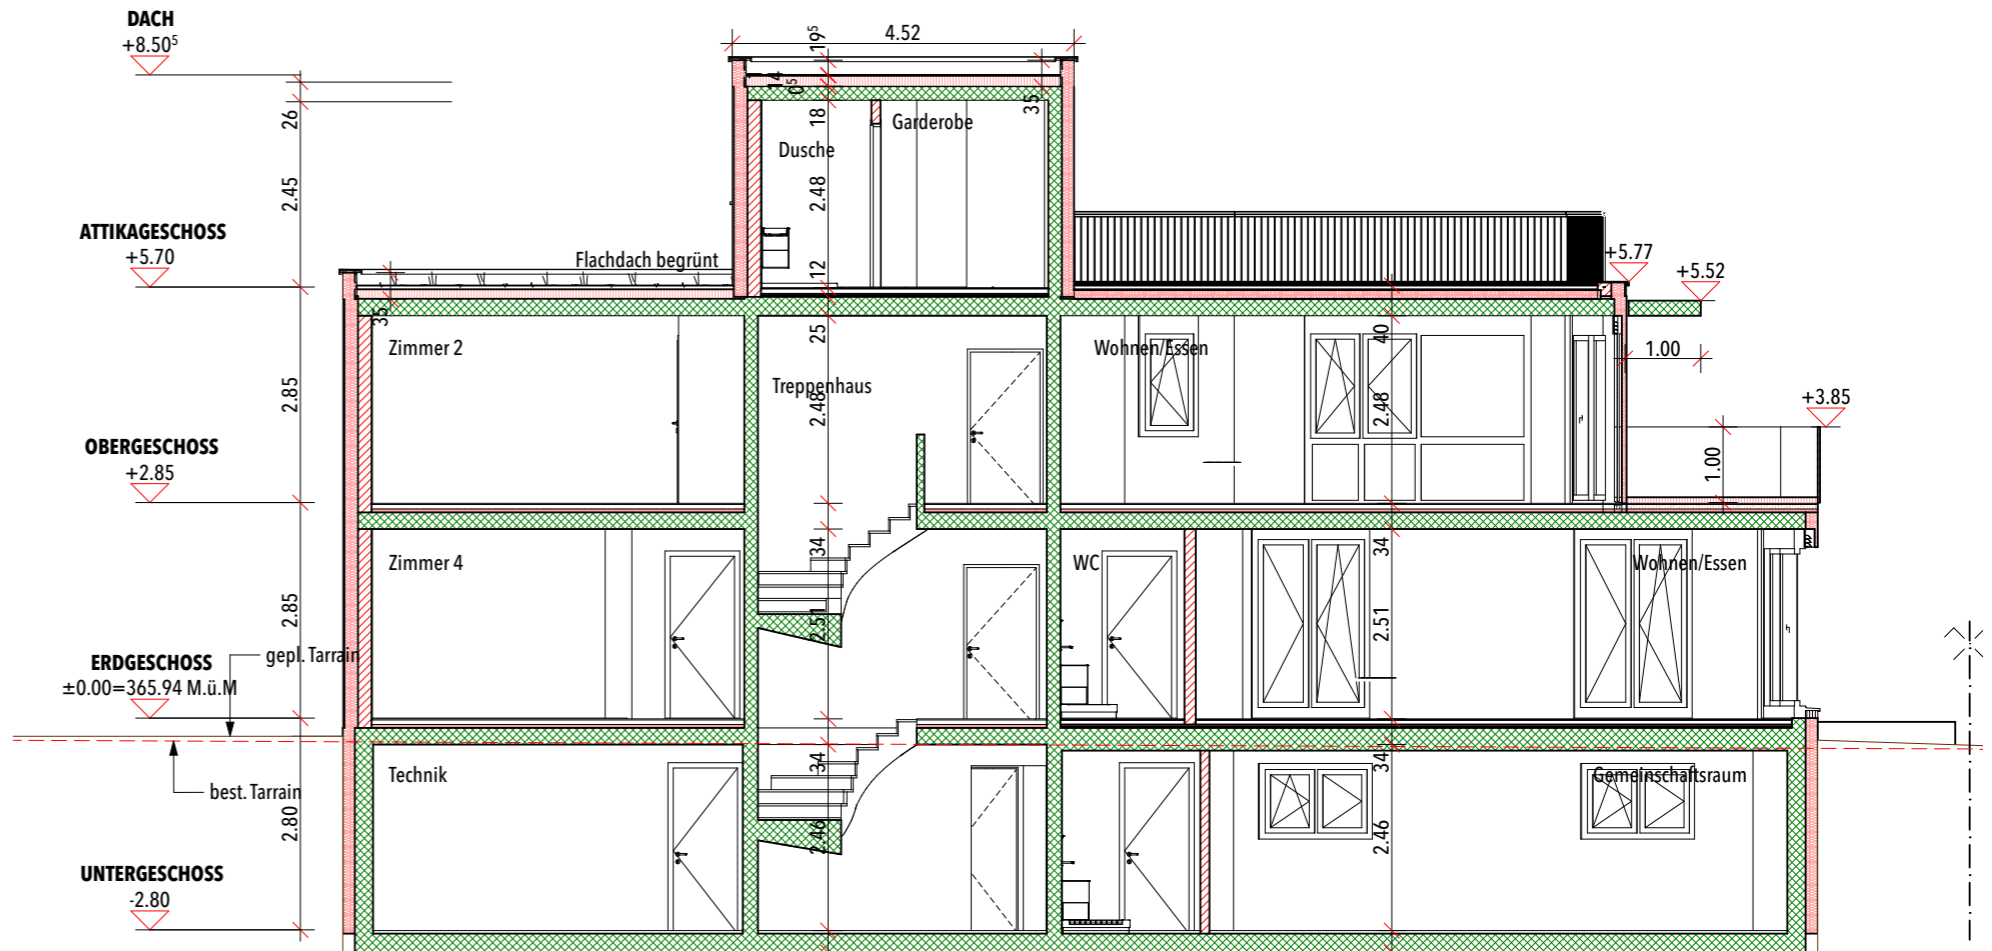 DACH
+8.50⁵
4.52
19⁵
14
0⁵
26
18
35
Garderobe
Dusche
2.45
2.48
ATTIKAGESCHOSS
+5.70
Flachdach begrünt
12
+5.77
+5.52
35
25
40
Zimmer 2
Wohnen/Essen
1.00
Treppenhaus
2.85
2.48
2.48
+3.85
OBERGESCHOSS
+2.85
1.00
34
34
Zimmer 4
WC
Wohnen/Essen
2.85
2.51
2.51
ERDGESCHOSS
±0.00=365.94 M.ü.M
gepl. Tarrain
34
34
Technik
Gemeinschaftsraum
best. Tarrain
2.80
2.46
2.46
UNTERGESCHOSS
-2.80